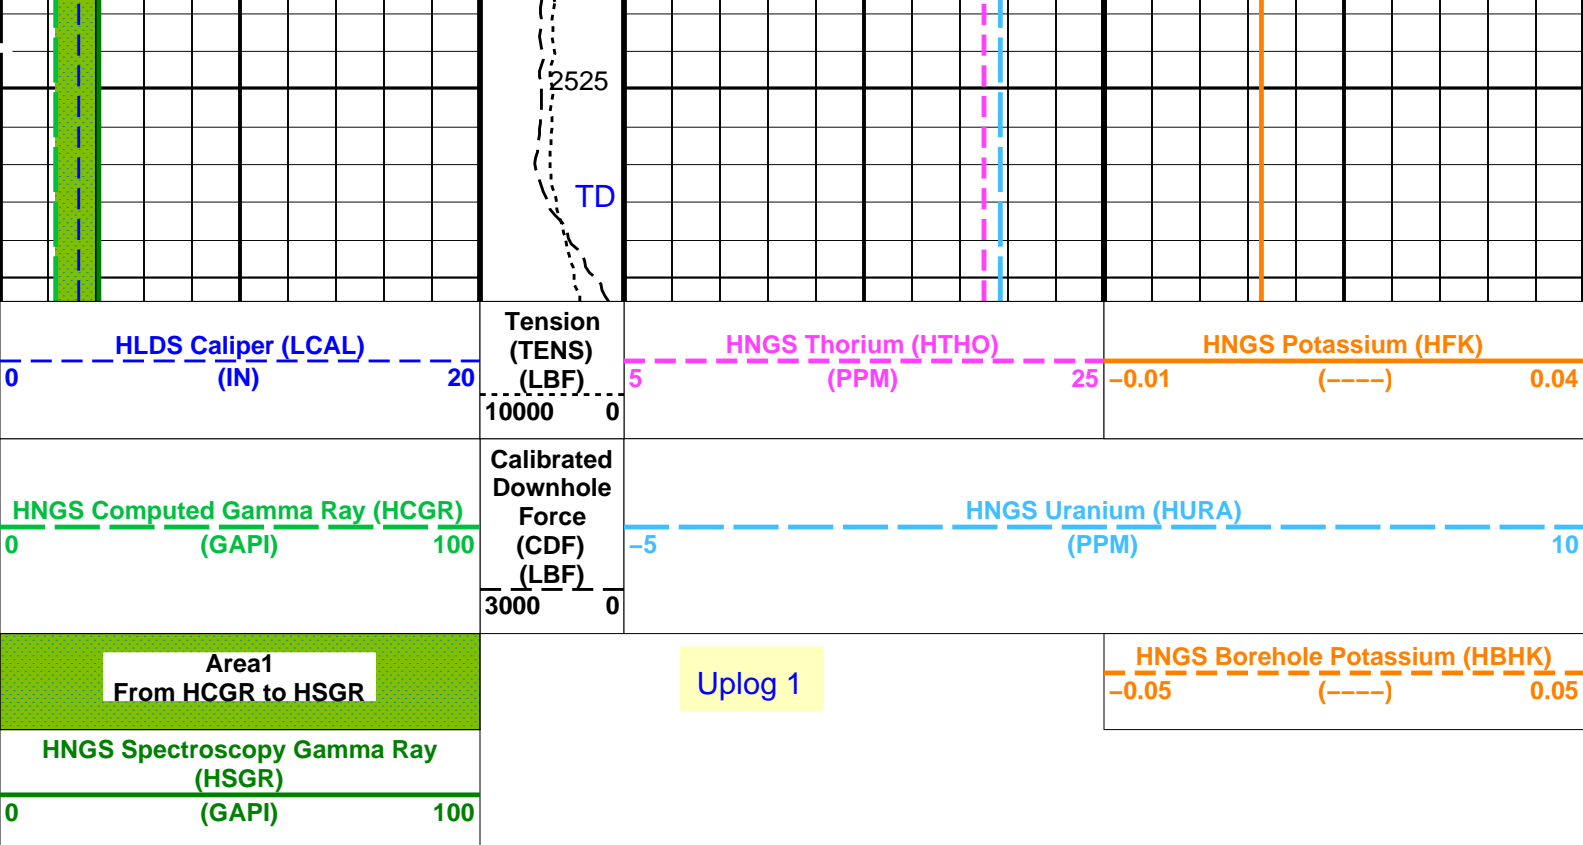 2525
TD
HLDS Caliper (LCAL)
0 (IN) 20
Tension
(TENS)
(LBF)
10000 0
HNGS Thorium (HTHO)
5 (PPM) 25
HNGS Potassium (HFK)
−0.01 (−−−−) 0.04
HNGS Computed Gamma Ray (HCGR)
0 (GAPI) 100
Calibrated
Downhole
Force
(CDF)
(LBF)
3000 0
HNGS Uranium (HURA)
−5 (PPM) 10
Area1
From HCGR to HSGR
Uplog 1
HNGS Borehole Potassium (HBHK)
−0.05 (−−−−) 0.05
HNGS Spectroscopy Gamma Ray
(HSGR)
0 (GAPI) 100